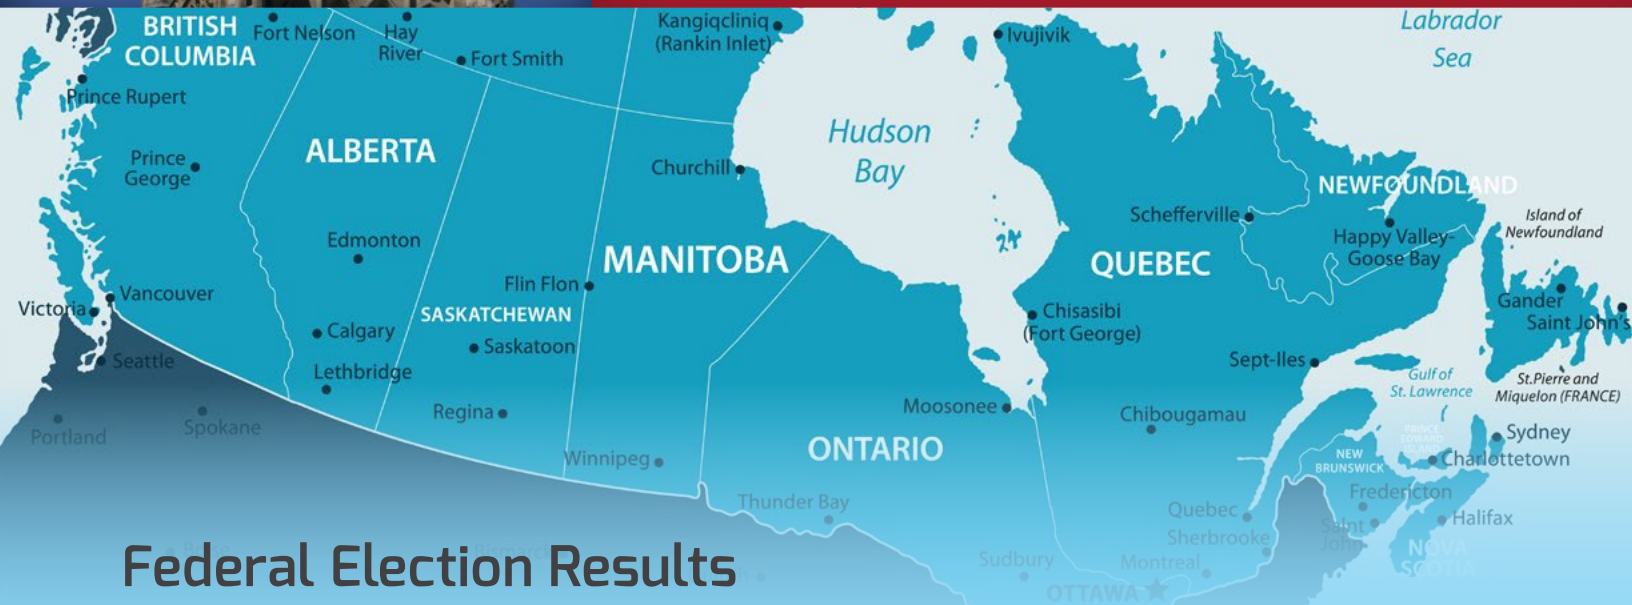 BRITISH
COLUMBIA
Fort Nelson
Hay
River
Fort Smith
Kangiqcliniq
(Rankin Inlet)
Ivujivik
Labrador
Sea
Prince Rupert
Prince
George
ALBERTA
Churchill
Hudson
Bay
NEWFOUNDLAND
Schefferville
Happy Valley-
Goose Bay
Island of
Newfoundland
Edmonton
MANITOBA
QUEBEC
Flin Flon
Vancouver
Victoria
SASKATCHEWAN
Calgary
Saskatoon
Chisasibi
(Fort George)
Gander
Saint John's
Seattle
Lethbridge
Sept-Iles
Gulf of
St. Lawrence
St.Pierre and
Miquelon (FRANCE)
Regina
Moosonee
Chibougamau
Portland
Spokane
Winnipeg
ONTARIO
PRINCE
EDWARD
ISLAND
Sydney
Charlottetown
NEW
BRUNSWICK
Fredericton
Thunder Bay
Quebec
Sherbrooke
Saint
John
Halifax
NOVA
SCOTIA
Sudbury
Montreal
OTTAWA
Bismarck
Federal Election Results